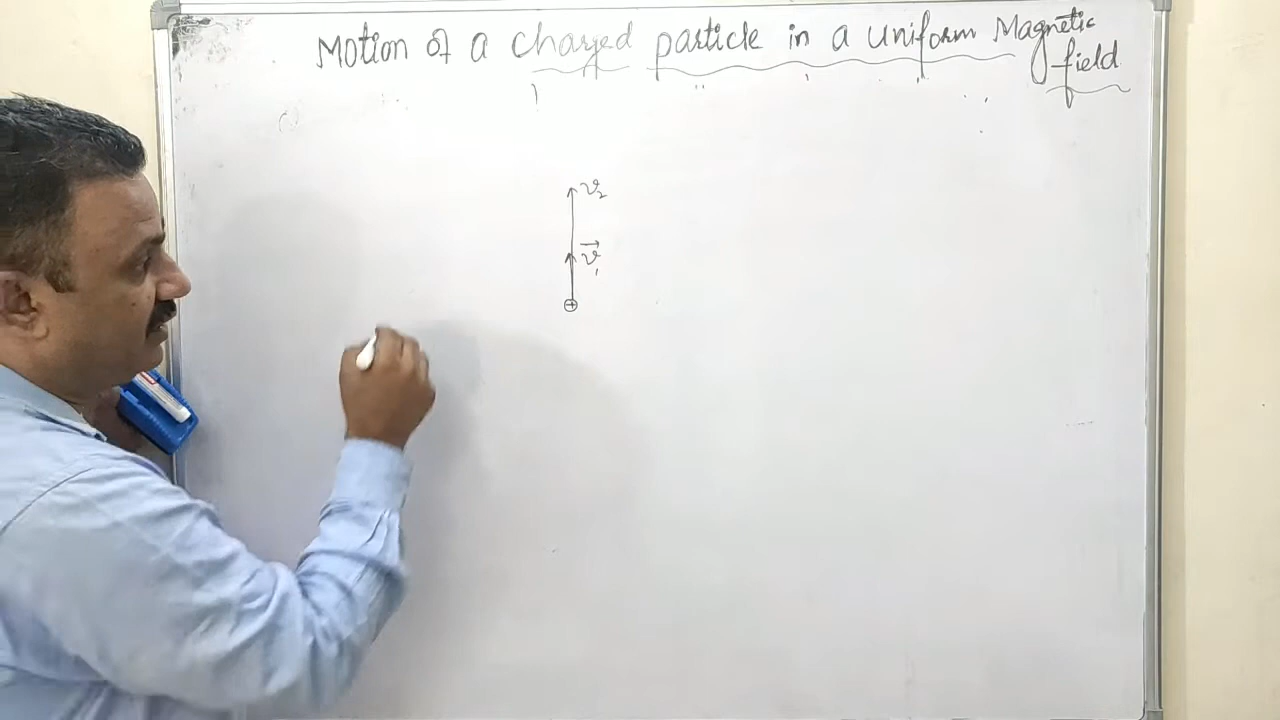 Motion of a charged particle in a uniform Magnetic
field
v₂
v⃗₁
+